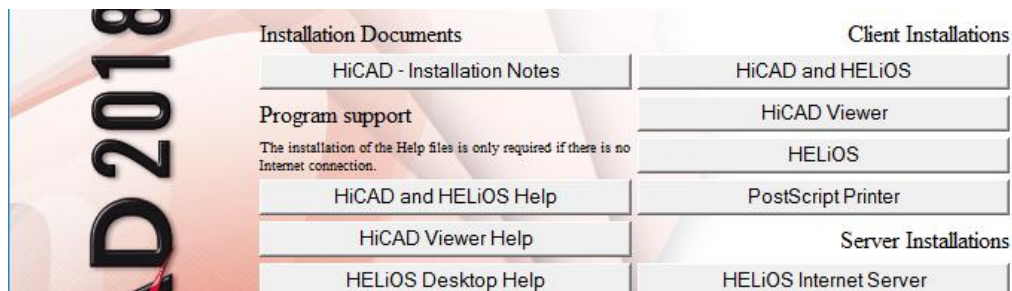 AD 2018
Installation Documents
HiCAD - Installation Notes
Program support
The installation of the Help files is only required if there is no
Internet connection.
HiCAD and HELiOS Help
HiCAD Viewer Help
HELiOS Desktop Help
Client Installations
HiCAD and HELiOS
HiCAD Viewer
HELiOS
PostScript Printer
Server Installations
HELiOS Internet Server